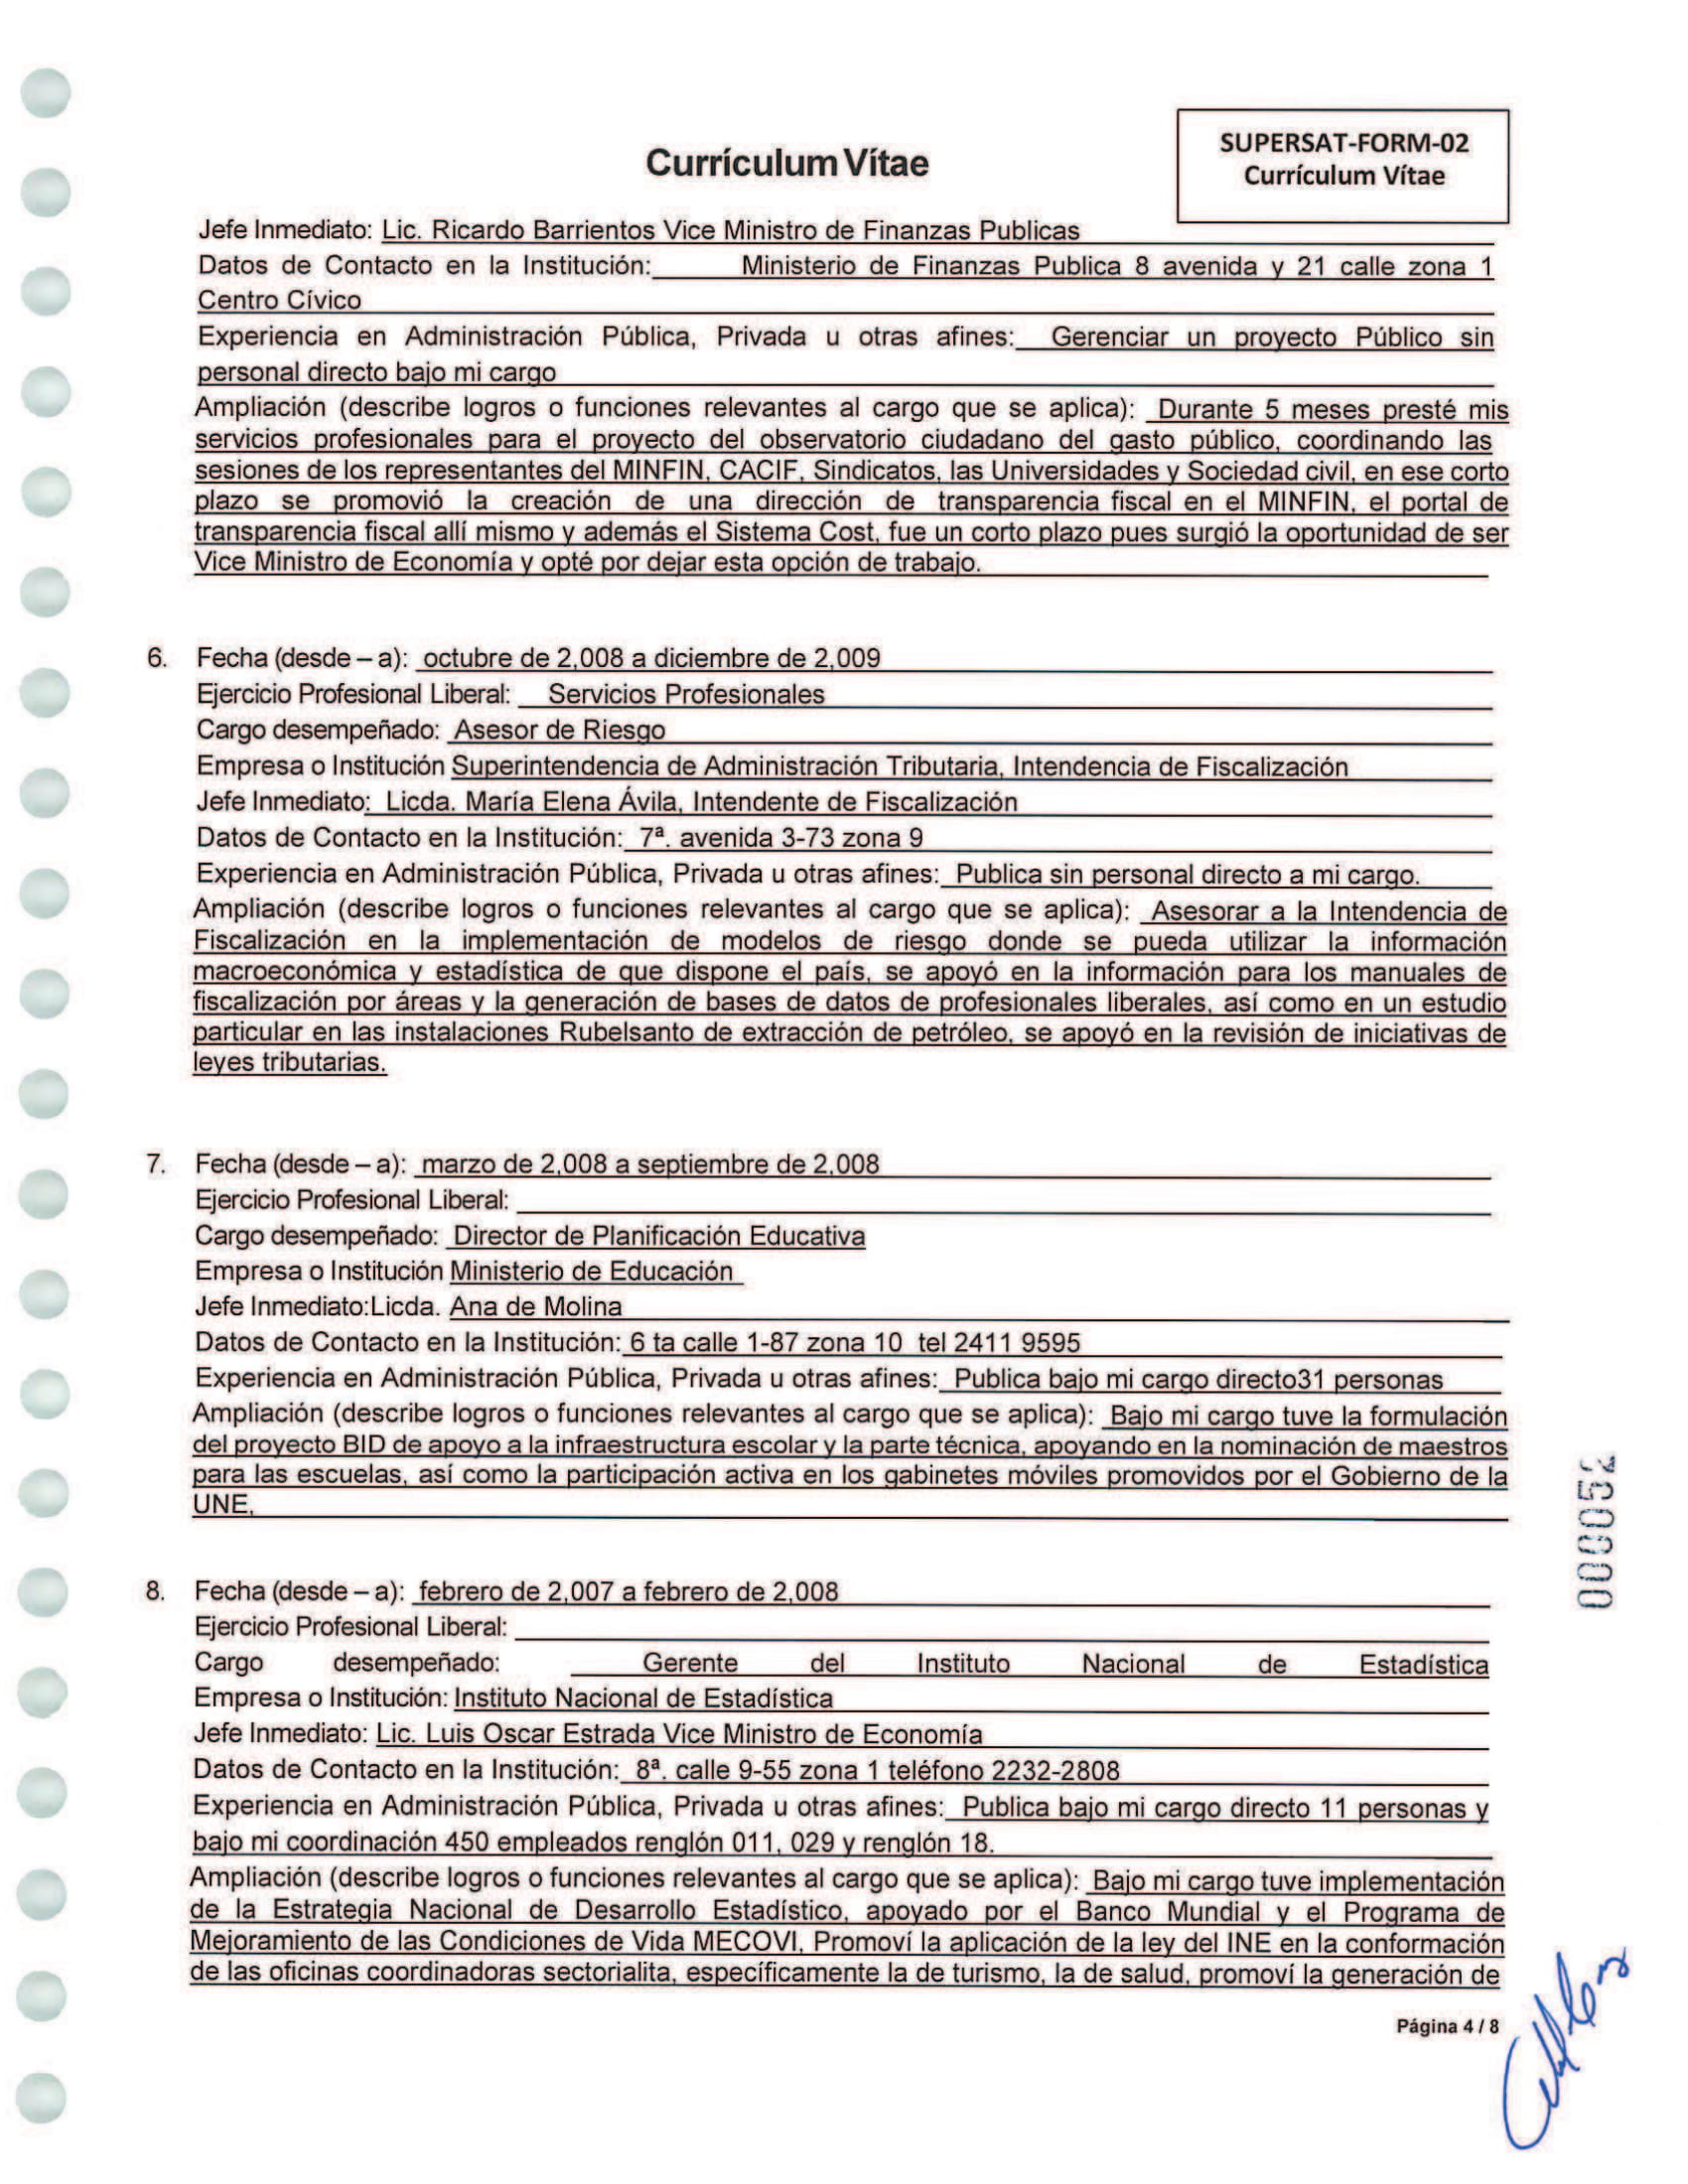 SUPERSAT-FORM-02
Currículum Vítae
Currículum Vítae
Jefe Inmediato: Lic. Ricardo Barrientos Vice Ministro de Finanzas Publicas
Datos de Contacto en la Institución: Ministerio de Finanzas Publica 8 avenida y 21 calle zona 1
Centro Cívico
Experiencia en Administración Pública, Privada u otras afines: Gerenciar un proyecto Público sin
personal directo bajo mi cargo
Ampliación (describe logros o funciones relevantes al cargo que se aplica): Durante 5 meses presté mis
servicios profesionales para el proyecto del observatorio ciudadano del gasto público, coordinando las
sesiones de los representantes del MINFIN, CACIF, Sindicatos, las Universidades y Sociedad civil, en ese corto
plazo se promovió la creación de una dirección de transparencia fiscal en el MINFIN, el portal de
transparencia fiscal allí mismo y además el Sistema Cost, fue un corto plazo pues surgió la oportunidad de ser
Vice Ministro de Economía y opté por dejar esta opción de trabajo.
6. Fecha (desde – a): octubre de 2,008 a diciembre de 2,009
Ejercicio Profesional Liberal: Servicios Profesionales
Cargo desempeñado: Asesor de Riesgo
Empresa o Institución Superintendencia de Administración Tributaria, Intendencia de Fiscalización
Jefe Inmediato: Licda. María Elena Ávila, Intendente de Fiscalización
Datos de Contacto en la Institución: 7ª. avenida 3-73 zona 9
Experiencia en Administración Pública, Privada u otras afines: Publica sin personal directo a mi cargo.
Ampliación (describe logros o funciones relevantes al cargo que se aplica): Asesorar a la Intendencia de
Fiscalización en la implementación de modelos de riesgo donde se pueda utilizar la información
macroeconómica y estadística de que dispone el país, se apoyó en la información para los manuales de
fiscalización por áreas y la generación de bases de datos de profesionales liberales, así como en un estudio
particular en las instalaciones Rubelsanto de extracción de petróleo, se apoyó en la revisión de iniciativas de
leyes tributarias.
7. Fecha (desde – a): marzo de 2,008 a septiembre de 2,008
Ejercicio Profesional Liberal:
Cargo desempeñado: Director de Planificación Educativa
Empresa o Institución Ministerio de Educación
Jefe Inmediato:Licda. Ana de Molina
Datos de Contacto en la Institución: 6 ta calle 1-87 zona 10 tel 2411 9595
Experiencia en Administración Pública, Privada u otras afines: Publica bajo mi cargo directo31 personas
Ampliación (describe logros o funciones relevantes al cargo que se aplica): Bajo mi cargo tuve la formulación
del proyecto BID de apoyo a la infraestructura escolar y la parte técnica, apoyando en la nominación de maestros
para las escuelas, así como la participación activa en los gabinetes móviles promovidos por el Gobierno de la
UNE,
000052
8. Fecha (desde – a): febrero de 2,007 a febrero de 2,008
Ejercicio Profesional Liberal:
Cargo desempeñado: Gerente del Instituto Nacional de Estadística
Empresa o Institución: Instituto Nacional de Estadística
Jefe Inmediato: Lic. Luis Oscar Estrada Vice Ministro de Economía
Datos de Contacto en la Institución: 8ª. calle 9-55 zona 1 teléfono 2232-2808
Experiencia en Administración Pública, Privada u otras afines: Publica bajo mi cargo directo 11 personas y
bajo mi coordinación 450 empleados renglón 011, 029 y renglón 18.
Ampliación (describe logros o funciones relevantes al cargo que se aplica): Bajo mi cargo tuve implementación
de la Estrategia Nacional de Desarrollo Estadístico, apoyado por el Banco Mundial y el Programa de
Mejoramiento de las Condiciones de Vida MECOVI, Promoví la aplicación de la ley del INE en la conformación
de las oficinas coordinadoras sectorialita, específicamente la de turismo, la de salud, promoví la generación de
Página 4 / 8